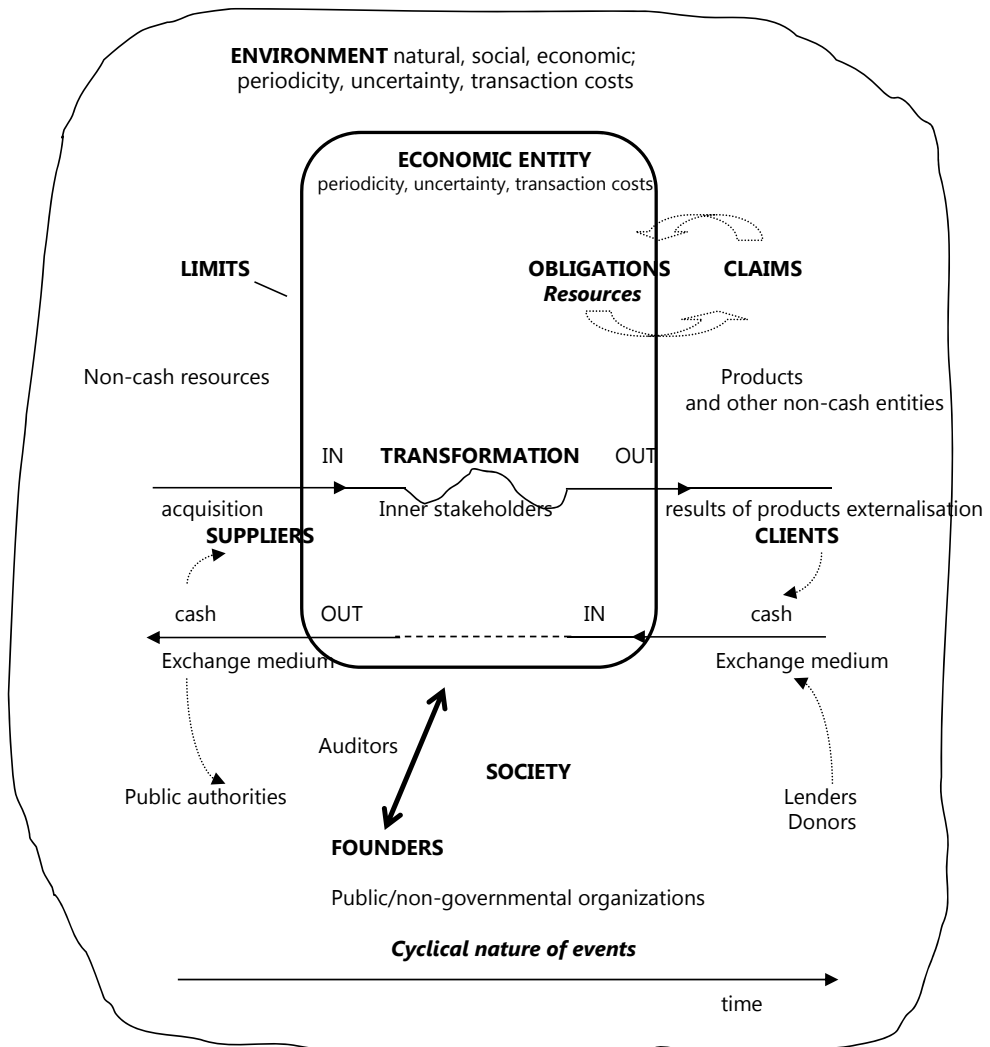 ENVIRONMENT natural, social, economic;
periodicity, uncertainty, transaction costs
ECONOMIC ENTITY
periodicity, uncertainty, transaction costs
LIMITS
OBLIGATIONS
CLAIMS
Resources
Non-cash resources
Products
and other non-cash entities
IN
TRANSFORMATION
OUT
acquisition
Inner stakeholders
results of products externalisation
SUPPLIERS
CLIENTS
cash
OUT
IN
cash
Exchange medium
Exchange medium
Auditors
SOCIETY
Public authorities
Lenders
Donors
FOUNDERS
Public/non-governmental organizations
Cyclical nature of events
time